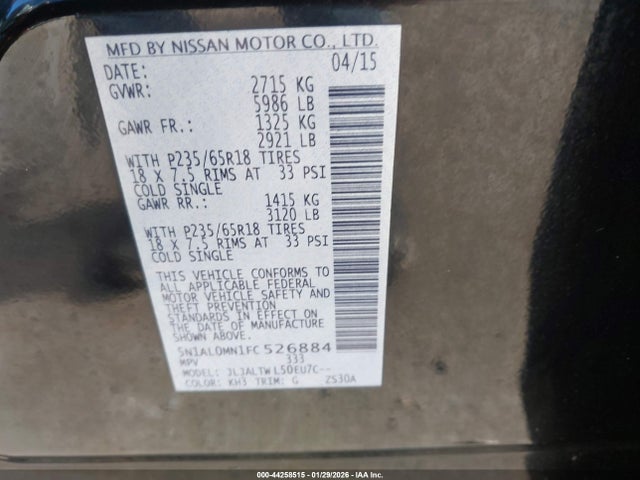 MFD BY NISSAN MOTOR CO., LTD.
DATE: 04/15
GVWR: 2715 KG
5986 LB
GAWR FR.: 1325 KG
2921 LB
WITH P235/65R18 TIRES
18 X 7.5 RIMS AT 33 PSI
COLD SINGLE
GAWR RR.: 1415 KG
3120 LB
WITH P235/65R18 TIRES
18 X 7.5 RIMS AT 33 PSI
COLD SINGLE
THIS VEHICLE CONFORMS TO
ALL APPLICABLE FEDERAL
MOTOR VEHICLE SAFETY AND
THEFT PREVENTION
STANDARDS IN EFFECT ON
THE DATE OF MANUFACTURE
SHOWN ABOVE.
5N1AL0MN1FC526884
MPV 333
MODEL: JLJALTWL50EU7C--
COLOR: KH3 TRIM: G ZS30A
000-44258515 - 01/29/2026 - IAA Inc.